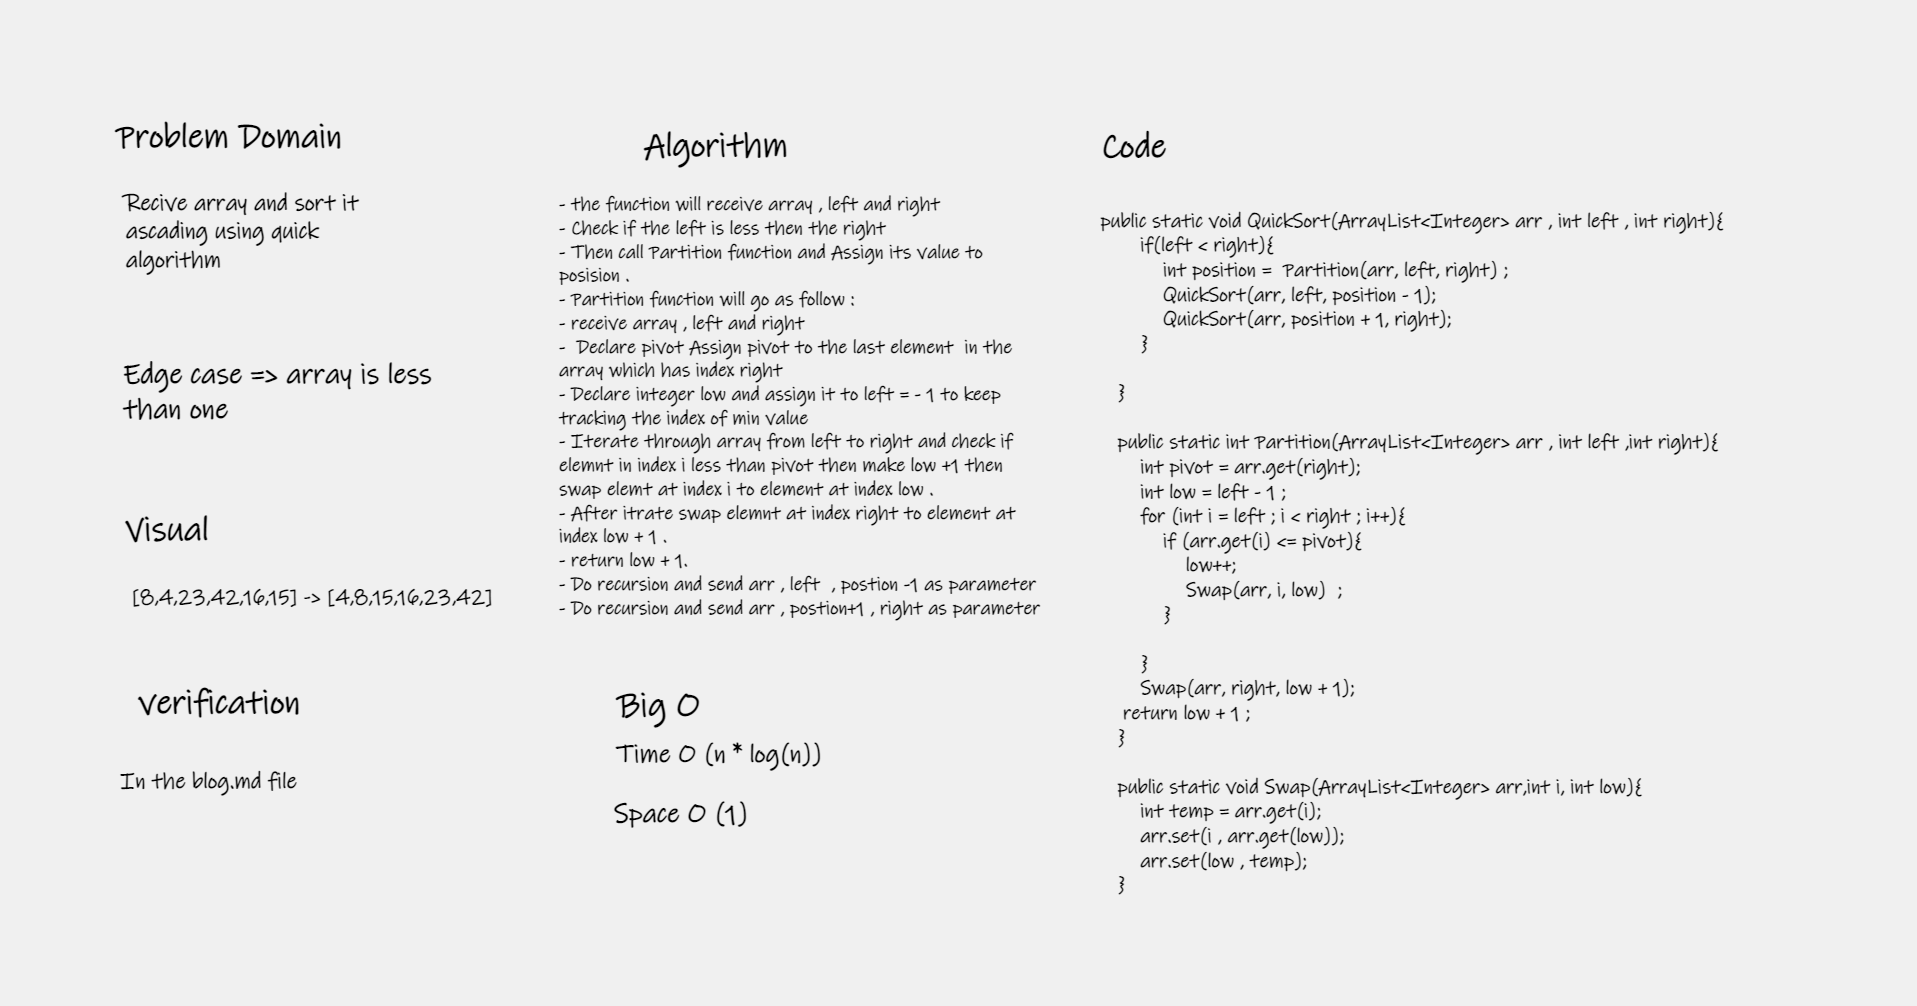 Problem Domain
Recive array and sort it
ascading using quick
algorithm
Edge case => array is less
than one
Visual
[8,4,23,42,16,15] -> [4,8,15,16,23,42]
verification
In the blog.md file
Algorithm
- the function will receive array , left and right
- Check if the left is less then the right
- Then call Partition function and Assign its value to
posision .
- Partition function will go as follow :
- receive array , left and right
-  Declare pivot Assign pivot to the last element  in the
array which has index right
- Declare integer low and assign it to left = - 1 to keep
tracking the index of min value
- Iterate through array from left to right and check if
elemnt in index i less than pivot then make low +1 then
swap elemt at index i to element at index low .
- After itrate swap elemnt at index right to element at
index low + 1 .
- return low + 1.
- Do recursion and send arr , left  , postion -1 as parameter
- Do recursion and send arr , postion+1 , right as parameter
Big O
Time O (n * log(n))
Space O (1)
Code
public static void QuickSort(ArrayList<Integer> arr , int left , int right){
if(left < right){
int position =  Partition(arr, left, right) ;
QuickSort(arr, left, position - 1);
QuickSort(arr, position + 1, right);
}
}
public static int Partition(ArrayList<Integer> arr , int left ,int right){
int pivot = arr.get(right);
int low = left - 1 ;
for (int i = left ; i < right ; i++){
if (arr.get(i) <= pivot){
low++;
Swap(arr, i, low)  ;
}
}
Swap(arr, right, low + 1);
return low + 1 ;
}
public static void Swap(ArrayList<Integer> arr,int i, int low){
int temp = arr.get(i);
arr.set(i , arr.get(low));
arr.set(low , temp);
}